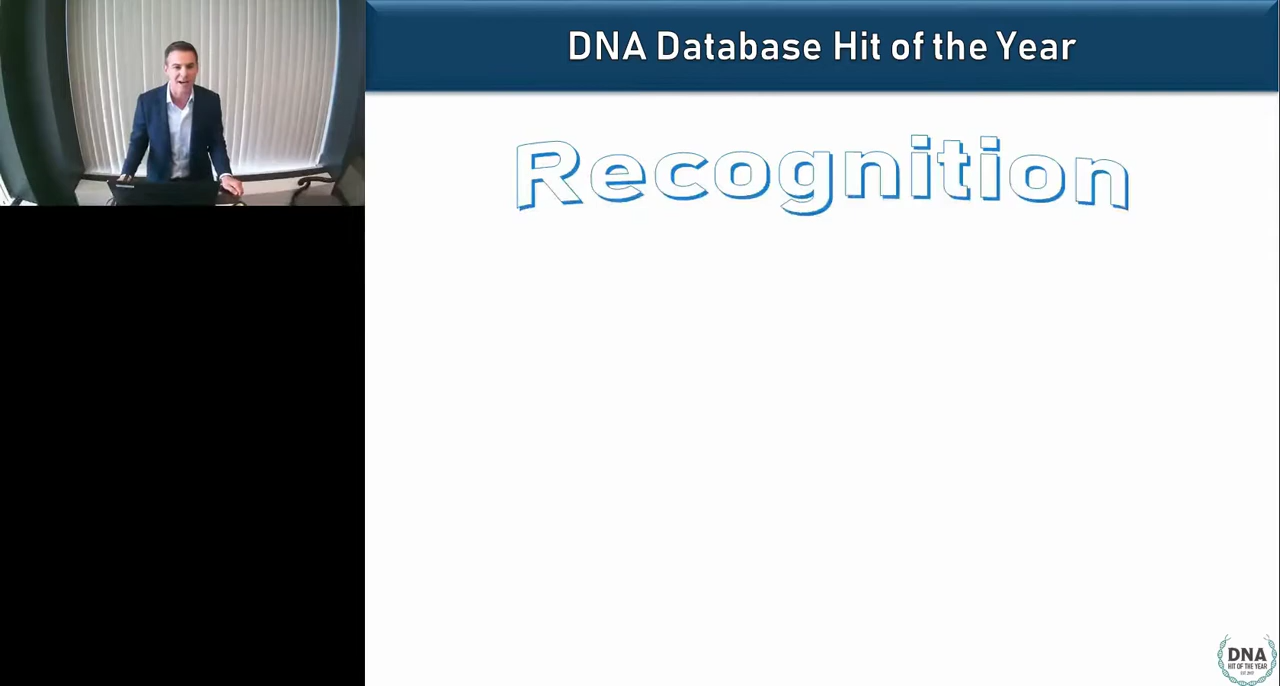 DNA Database Hit of the Year
Recognition
DNA
HIT OF THE YEAR